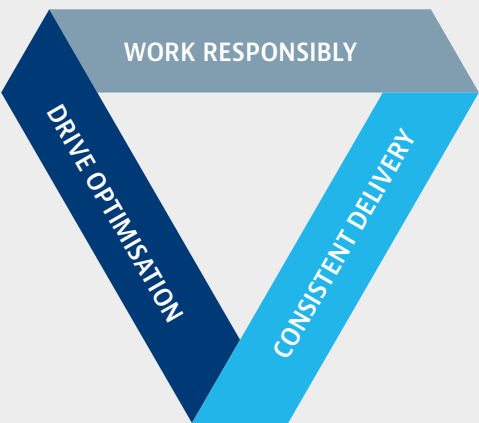 WORK RESPONSIBLY
DRIVE OPTIMISATION
CONSISTENT DELIVERY